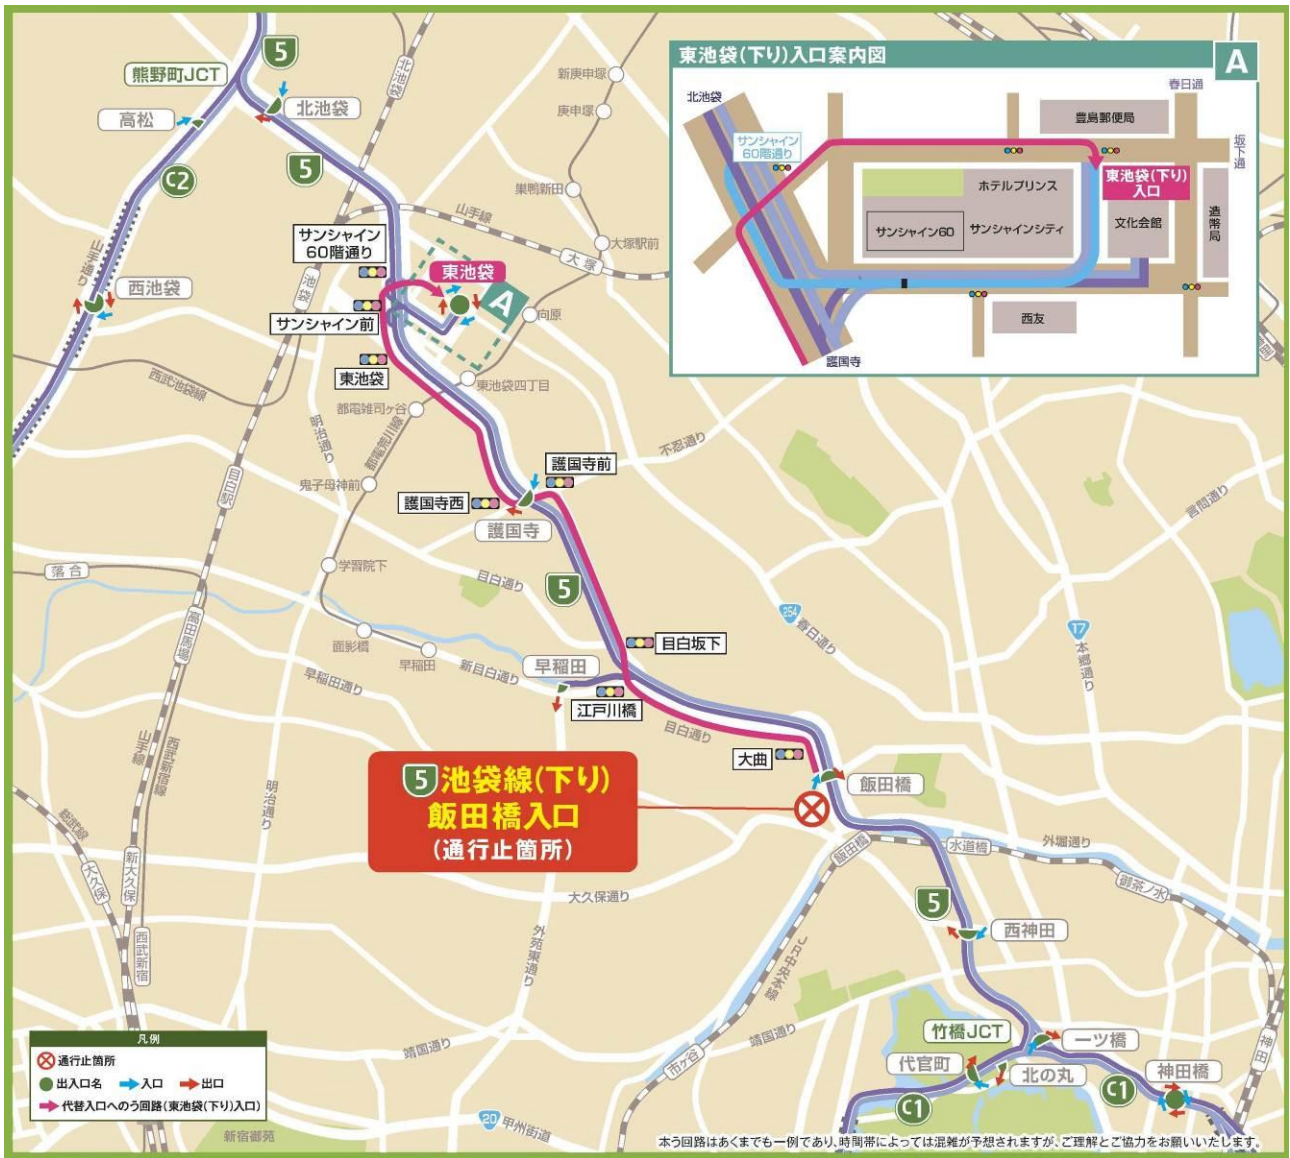 5
熊野町JCT
高松
北池袋
5
C2
北池袋
新庚申塚
庚申塚
巣鴨新田
山手線
大塚駅前
大塚
山手通り
西池袋
池袋
サンシャイン
60階通り
東池袋
A
サンシャイン前
向原
東池袋
東池袋四丁目
西武池袋線
明治通り
都電雑司ヶ谷
都電荒川線
不忍通り
目白駅
鬼子母神前
護国寺前
護国寺西
護国寺
言問通り
落合
学習院下
目白通り
5
254
春日通り
17
本郷通り
高田馬場
面影橋
早稲田
新目白通り
早稲田
目白坂下
早稲田通り
江戸川橋
目白通り
山手線
西武新宿線
明治通り
大曲
飯田橋
5 池袋線(下り)
飯田橋入口
(通行止箇所)
総武線
大久保
新大久保
西武新宿
飯田橋
水道橋
外堀通り
御茶ノ水
大久保通り
外苑東通り
JR中央本線
5
西神田
靖国通り
市ヶ谷
靖国通り
竹橋JCT
一ツ橋
代官町
北の丸
神田橋
C1
C1
神田
20
甲州街道
新宿御苑
東池袋(下り)入口案内図
A
北池袋
春日通
豊島郵便局
坂下通
サンシャイン
60階通り
ホテルプリンス
東池袋(下り)
入口
サンシャイン60
サンシャインシティ
文化会館
造幣局
西友
護国寺
凡例
通行止箇所
出入口名
入口
出口
代替入口へのう回路(東池袋(下り)入口)
本う回路はあくまでも一例であり、時間帯によっては混雑が予想されますが、ご理解とご協力をお願いいたします。